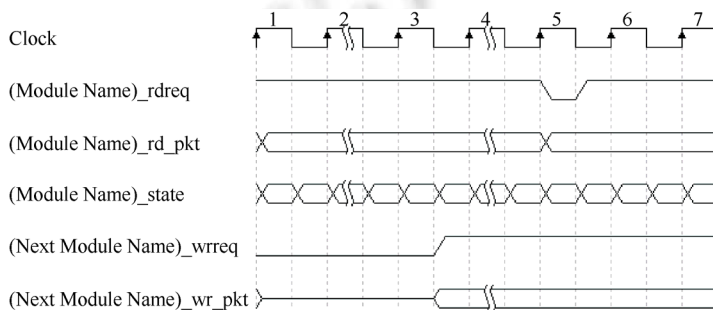 1 2 3 4 5 6 7
Clock
(Module Name)_rdreq
(Module Name)_rd_pkt
(Module Name)_state
(Next Module Name)_wrreq
(Next Module Name)_wr_pkt